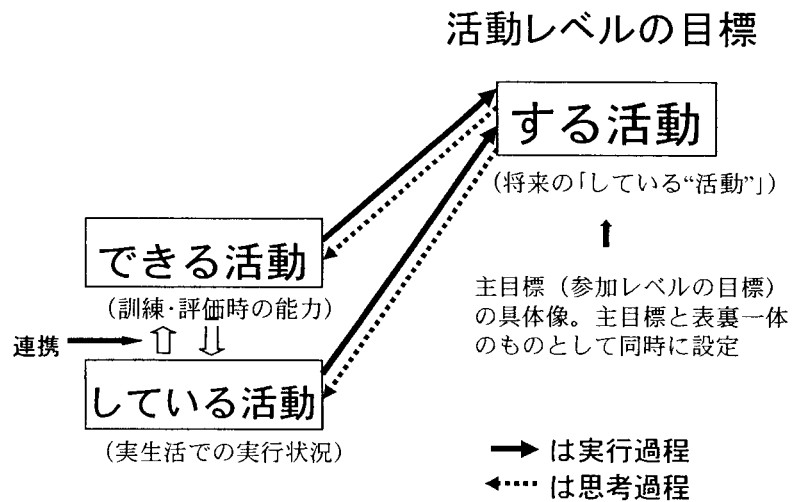 活動レベルの目標
する活動
(将来の「している“活動”」)
できる活動
(訓練・評価時の能力)
主目標（参加レベルの目標）
の具体像。主目標と表裏一体
のものとして同時に設定
連携
している活動
(実生活での実行状況)
は実行過程
は思考過程